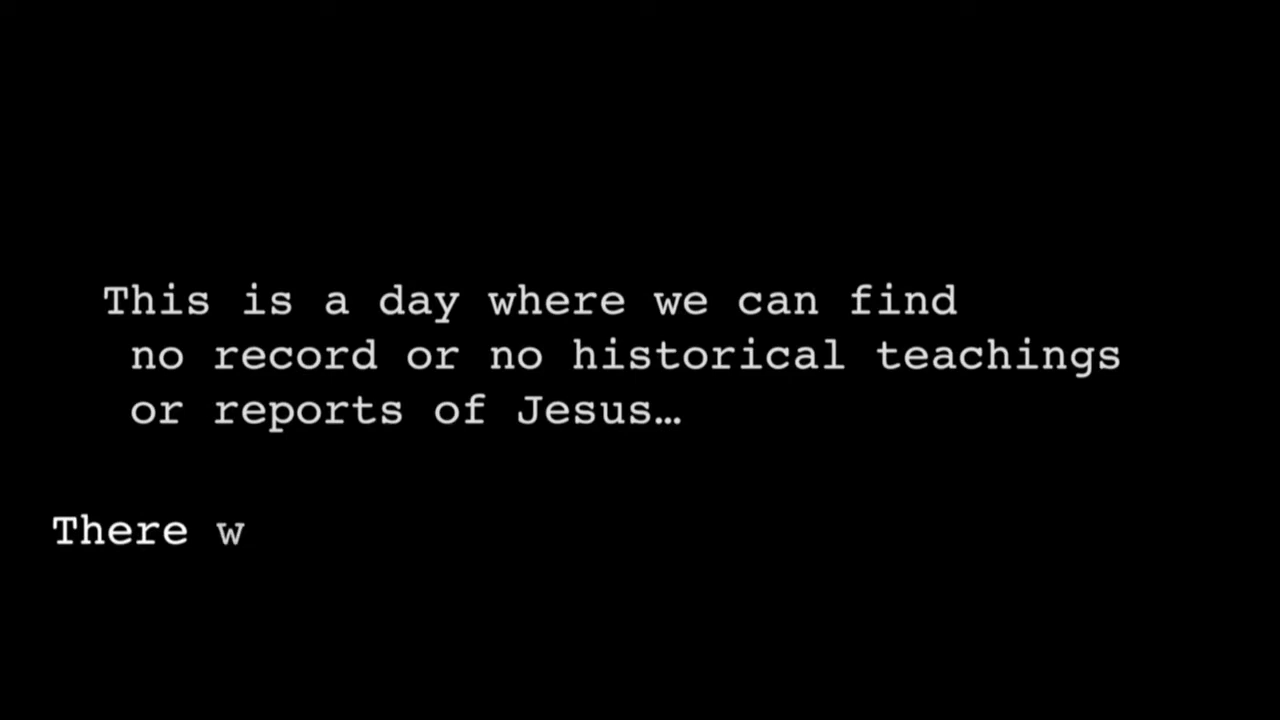 This is a day where we can find
no record or no historical teachings
or reports of Jesus…
There w